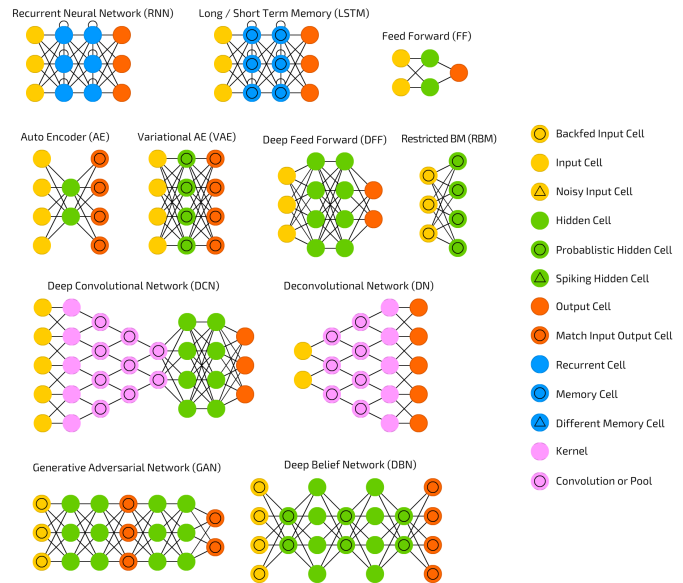 Recurrent Neural Network (RNN)
Long / Short Term Memory (LSTM)
Feed Forward (FF)
Auto Encoder (AE)
Variational AE (VAE)
Deep Feed Forward (DFF)
Restricted BM (RBM)
Backfed Input Cell
Input Cell
Noisy Input Cell
Hidden Cell
Probablistic Hidden Cell
Spiking Hidden Cell
Output Cell
Match Input Output Cell
Recurrent Cell
Memory Cell
Different Memory Cell
Kernel
Convolution or Pool
Deep Convolutional Network (DCN)
Deconvolutional Network (DN)
Generative Adversarial Network (GAN)
Deep Belief Network (DBN)